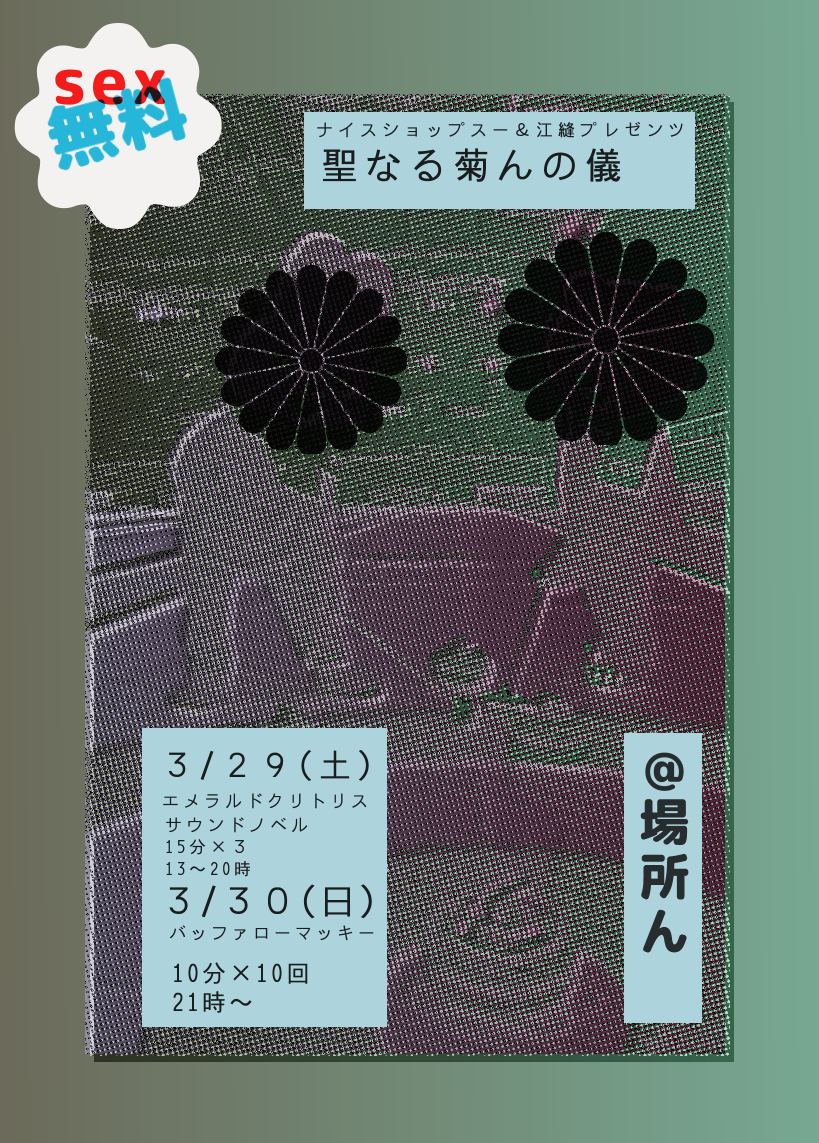 sex
無料
ナイスショップスー＆江縫プレゼンツ
聖なる菊んの儀
3/29(土)
エメラルドクリトリス
サウンドノベル
15分×3
13〜20時
3/30(日)
バッファローマッキー
10分×10回
21時〜
@場所ん